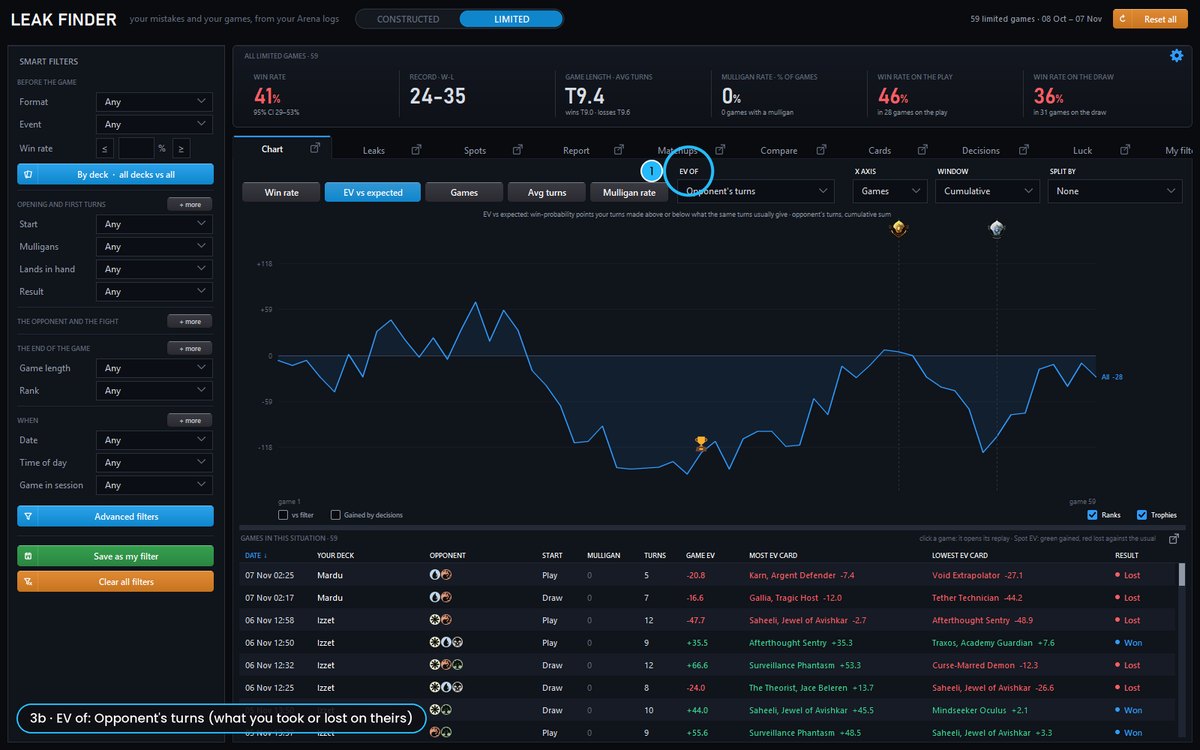 LEAK FINDER your mistakes and your games, from your Arena logs CONSTRUCTED LIMITED 59 limited games · 08 Oct – 07 Nov Reset all
SMART FILTERS
BEFORE THE GAME
Format Any
Event Any
Win rate ≤ % ≥
By deck · all decks vs all
OPENING AND FIRST TURNS + more
Start Any
Mulligans Any
Lands in hand Any
Result Any
THE OPPONENT AND THE FIGHT + more
THE END OF THE GAME + more
Game length Any
Rank Any
WHEN + more
Date Any
Time of day Any
Game in session Any
Advanced filters
Save as my filter
Clear all filters
ALL LIMITED GAMES · 59
WIN RATE
41%
95% CI 29–53%
RECORD · W-L
24-35
GAME LENGTH · AVG TURNS
T9.4
wins T9.0 · losses T9.6
MULLIGAN RATE · % OF GAMES
0%
0 games with a mulligan
WIN RATE ON THE PLAY
46%
in 28 games on the play
WIN RATE ON THE DRAW
36%
in 31 games on the draw
Chart Leaks Spots Report Matchups Compare Cards Decisions Luck My filte
1
Win rate EV vs expected Games Avg turns Mulligan rate
EV OF
Opponent's turns
X AXIS
Games
WINDOW
Cumulative
SPLIT BY
None
EV vs expected: win-probability points your turns made above or below what the same turns usually give · opponent's turns, cumulative sum
+118
+59
0
-59
-118
All -28
game 1 game 59
vs filter Gained by decisions Ranks Trophies
GAMES IN THIS SITUATION · 59 click a game: it opens its replay · Spot EV: green gained, red lost against the usual
DATE ↓ YOUR DECK OPPONENT START MULLIGAN TURNS GAME EV MOST EV CARD LOWEST EV CARD RESULT
07 Nov 02:25 Mardu Play 0 5 -20.8 Karn, Argent Defender -7.4 Void Extrapolator -27.1 Lost
07 Nov 02:17 Mardu Draw 0 7 -16.6 Gallia, Tragic Host -12.0 Tether Technician -44.2 Lost
06 Nov 12:58 Izzet Play 0 12 -47.7 Saheeli, Jewel of Avishkar -2.7 Afterthought Sentry -48.9 Lost
06 Nov 12:50 Izzet Play 0 9 +35.5 Afterthought Sentry +35.3 Traxos, Academy Guardian +7.6 Won
06 Nov 12:32 Izzet Draw 0 12 +66.6 Surveillance Phantasm +53.3 Curse-Marred Demon -12.3 Lost
06 Nov 12:25 Izzet Draw 0 8 -24.0 The Theorist, Jace Beleren +13.7 Saheeli, Jewel of Avishkar -26.6 Lost
Draw 0 10 +44.0 Saheeli, Jewel of Avishkar +45.5 Mindseeker Oculus +2.1 Won
Play 0 9 +55.6 Surveillance Phantasm +48.5 Saheeli, Jewel of Avishkar +3.3 Won
3b · EV of: Opponent's turns (what you took or lost on theirs)